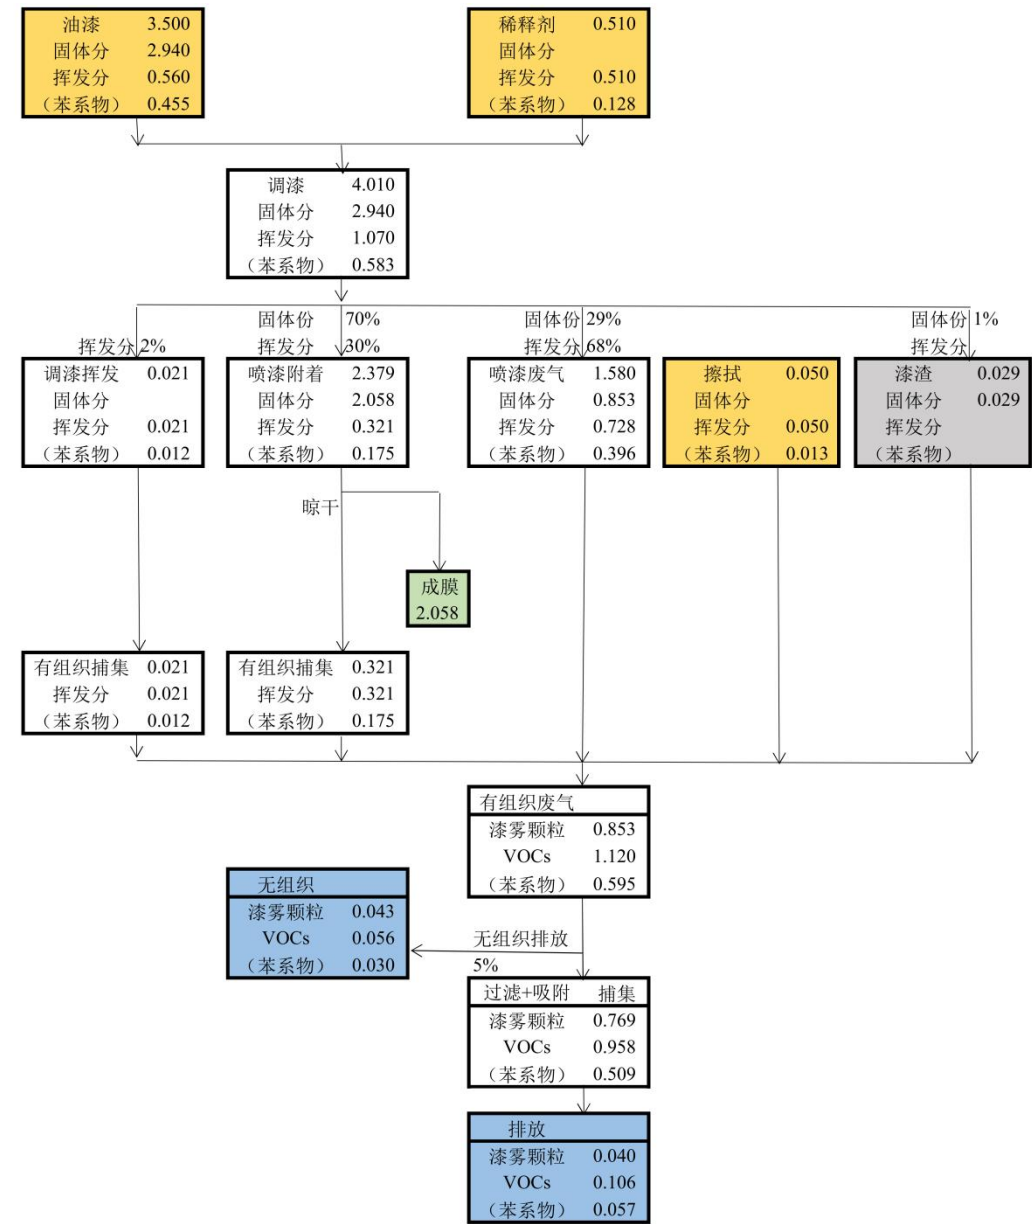 油漆 3.500
固体分 2.940
挥发分 0.560
（苯系物） 0.455
稀释剂 0.510
固体分
挥发分 0.510
（苯系物） 0.128
调漆 4.010
固体分 2.940
挥发分 1.070
（苯系物） 0.583
挥发分 2%
固体份 70%
挥发分 30%
固体份 29%
挥发分 68%
固体份 1%
挥发分
调漆挥发 0.021
固体分
挥发分 0.021
（苯系物） 0.012
喷漆附着 2.379
固体分 2.058
挥发分 0.321
（苯系物） 0.175
喷漆废气 1.580
固体分 0.853
挥发分 0.728
（苯系物） 0.396
擦拭 0.050
固体分
挥发分 0.050
（苯系物） 0.013
漆渣 0.029
固体分 0.029
挥发分
（苯系物）
晾干
成膜
2.058
有组织捕集 0.021
挥发分 0.021
（苯系物） 0.012
有组织捕集 0.321
挥发分 0.321
（苯系物） 0.175
有组织废气
漆雾颗粒 0.853
VOCs 1.120
（苯系物） 0.595
无组织
漆雾颗粒 0.043
VOCs 0.056
（苯系物） 0.030
无组织排放
5%
过滤+吸附 捕集
漆雾颗粒 0.769
VOCs 0.958
（苯系物） 0.509
排放
漆雾颗粒 0.040
VOCs 0.106
（苯系物） 0.057